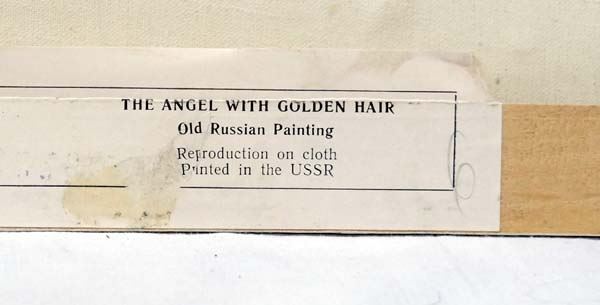 THE ANGEL WITH GOLDEN HAIR
Old Russian Painting
Reproduction on cloth
Printed in the USSR